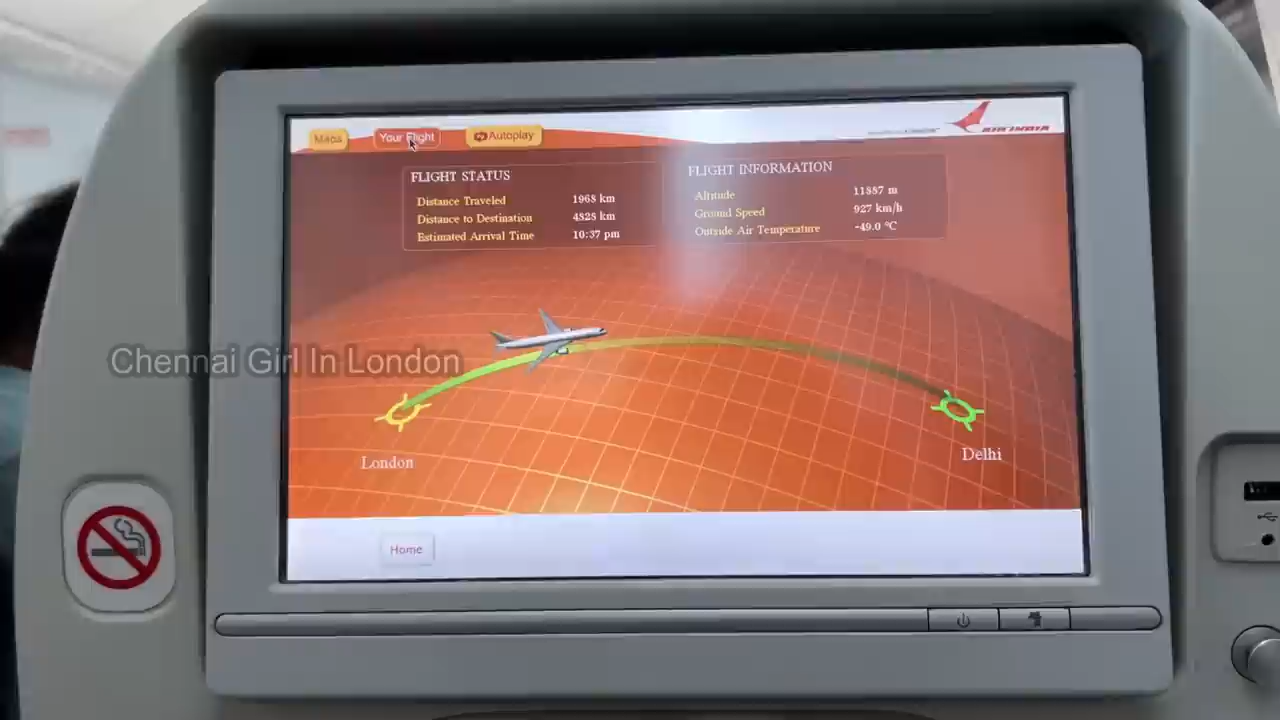 Maps
Your Flight
Autoplay
AIR INDIA
FLIGHT STATUS
Distance Traveled 1968 km
Distance to Destination 4828 km
Estimated Arrival Time 10:37 pm
FLIGHT INFORMATION
Altitude 11887 m
Ground Speed 927 km/h
Outside Air Temperature -49.0 °C
Chennai Girl In London
London
Delhi
Home